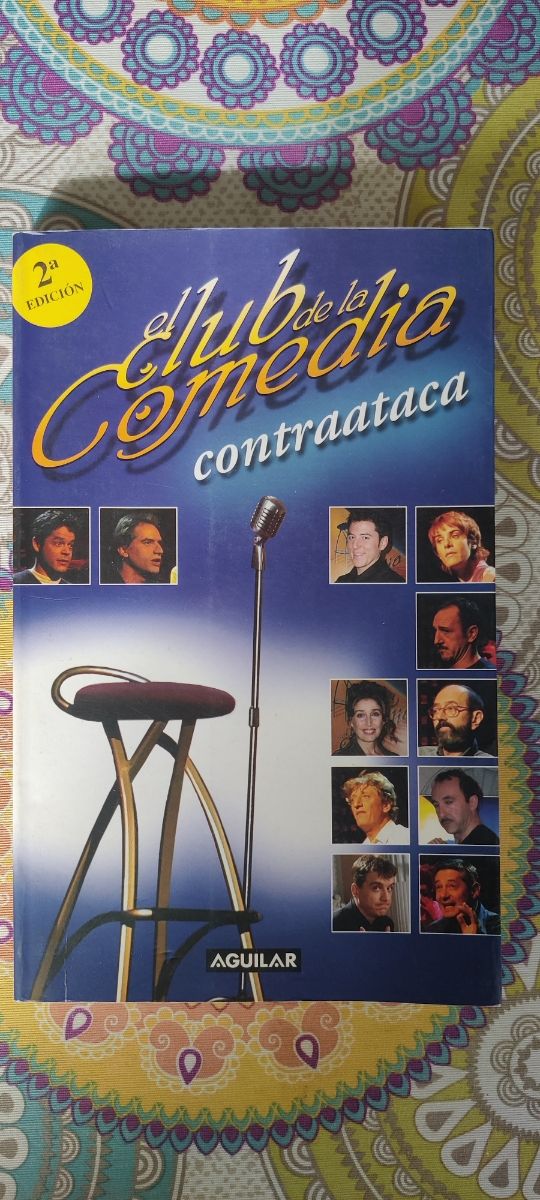 2ª
EDICIÓN
el
club de la
Comedia
contraataca
AGUILAR